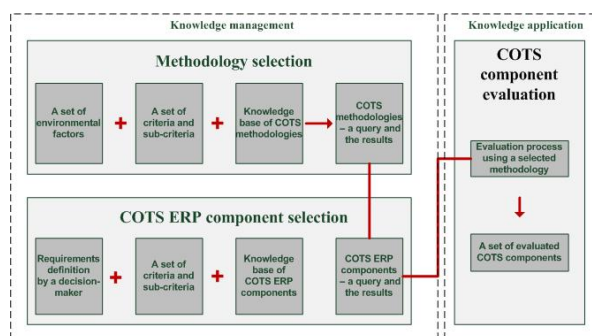 Knowledge management
Methodology selection
A set of
environmental
factors
+
A set of
criteria and
sub-criteria
+
Knowledge
base of COTS
methodologies
COTS
methodologies
– a query and
the results
COTS ERP component selection
Requirements
definition
by a decision-
maker
+
A set of
criteria and
sub-criteria
+
Knowledge
base of
COTS ERP
components
COTS ERP
components
– a query and
the results
Knowledge application
COTS
component
evaluation
Evaluation process
using a selected
methodology
A set of evaluated
COTS components